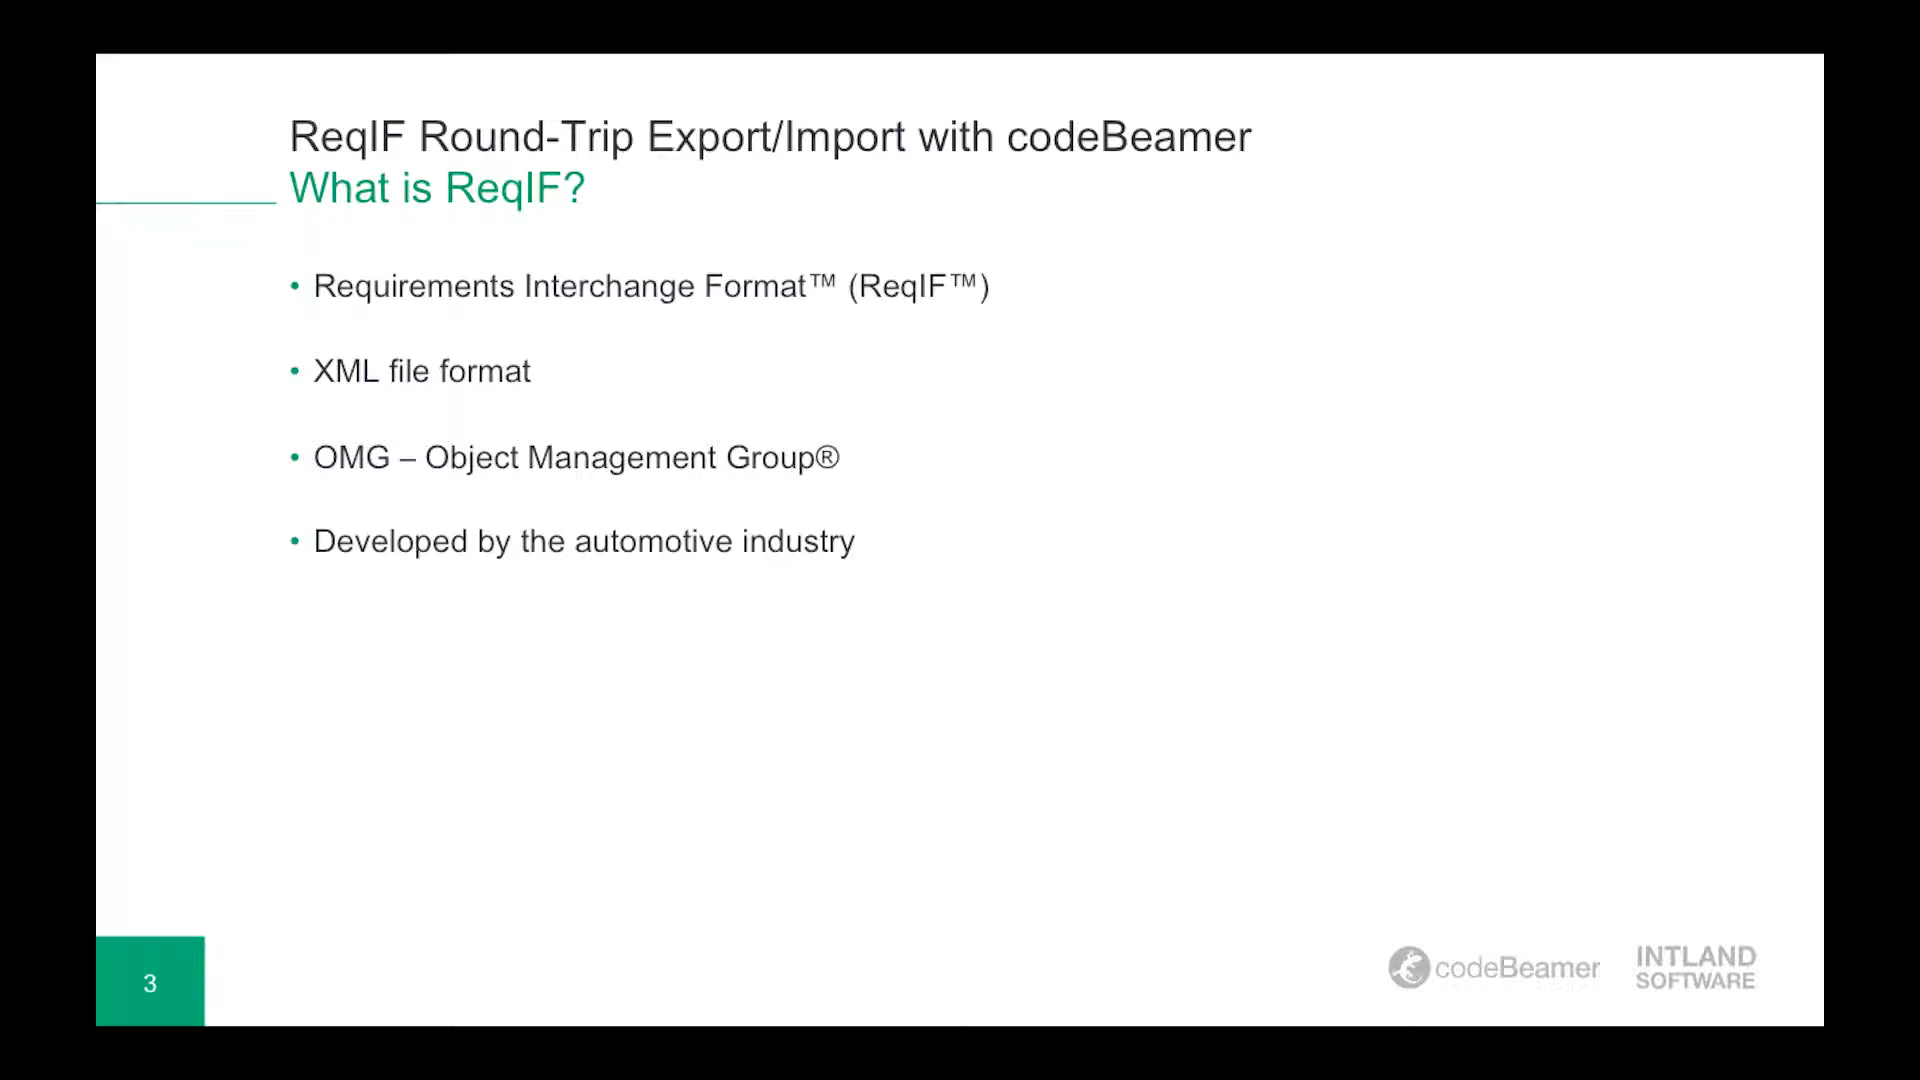 ReqIF Round-Trip Export/Import with codeBeamer
What is ReqIF?
• Requirements Interchange Format™ (ReqIF™)
• XML file format
• OMG – Object Management Group®
• Developed by the automotive industry
3
codeBeamer
INTLAND
SOFTWARE